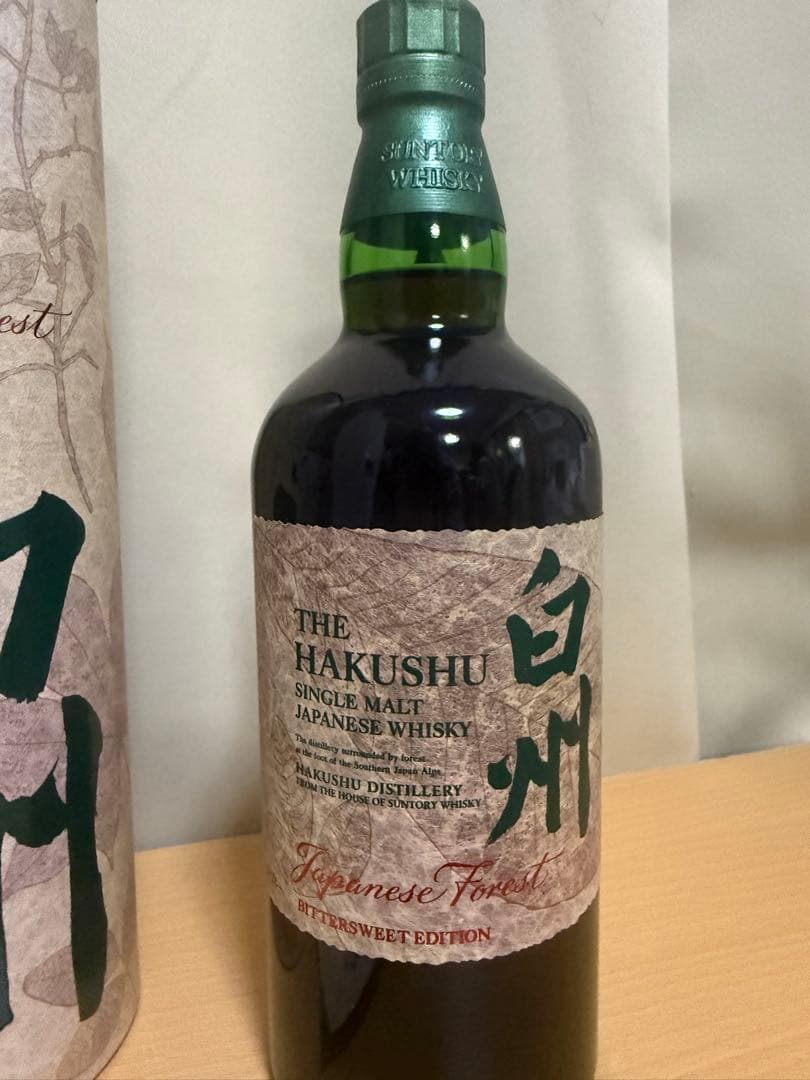 est
州
SUNTORY
WHISKY
THE
HAKUSHU
SINGLE MALT
JAPANESE WHISKY
The distillery surrounded by forest
at the foot of the Southern Japan Alps
HAKUSHU DISTILLERY
FROM THE HOUSE OF SUNTORY WHISKY
白州
Japanese Forest
BITTERSWEET EDITION